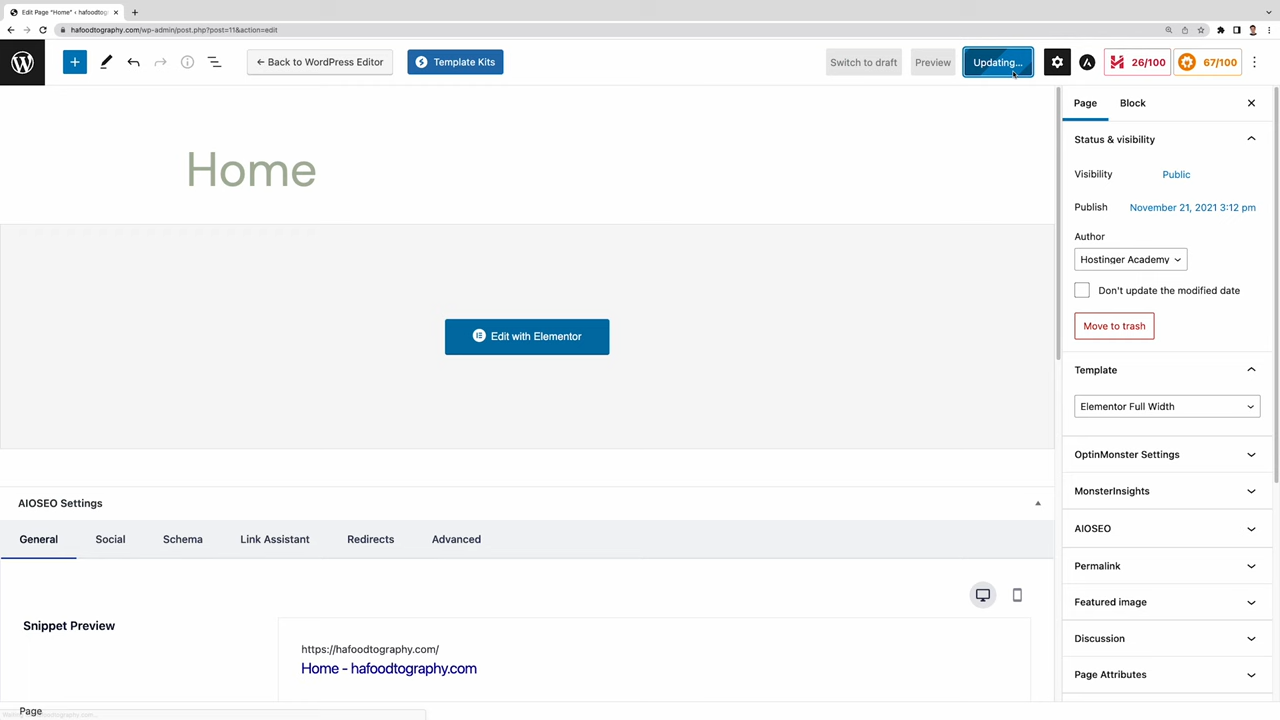 Edit Page "Home" ‹ hafoodtog
hafoodtography.com/wp-admin/post.php?post=11&action=edit
← Back to WordPress Editor
Template Kits
Switch to draft
Preview
Updating...
26/100
67/100
Page
Block
Home
Status & visibility
Visibility
Public
Publish
November 21, 2021 3:12 pm
Author
Hostinger Academy
Don't update the modified date
Edit with Elementor
Move to trash
Template
Elementor Full Width
OptinMonster Settings
MonsterInsights
AIOSEO
Permalink
Featured image
Discussion
Page Attributes
AIOSEO Settings
General
Social
Schema
Link Assistant
Redirects
Advanced
Snippet Preview
https://hafoodtography.com/
Home - hafoodtography.com
Page